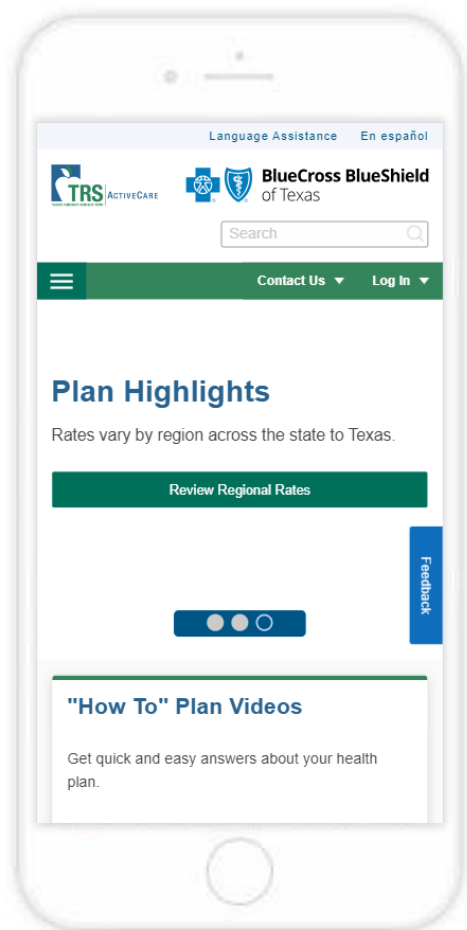 Language Assistance En español
TRS ACTIVECARE
BlueCross BlueShield
of Texas
Search
Contact Us Log In
Plan Highlights
Rates vary by region across the state to Texas.
Review Regional Rates
Feedback
"How To" Plan Videos
Get quick and easy answers about your health
plan.